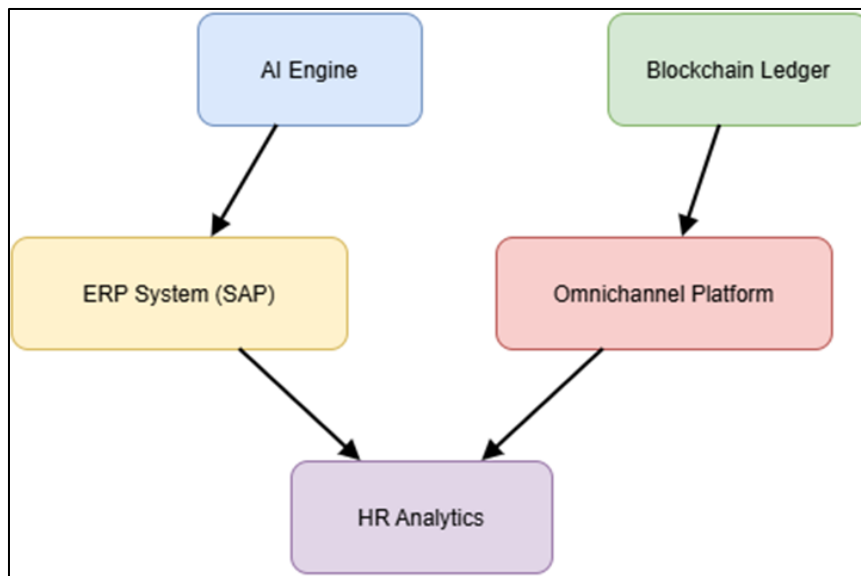 AI Engine
Blockchain Ledger
ERP System (SAP)
Omnichannel Platform
HR Analytics